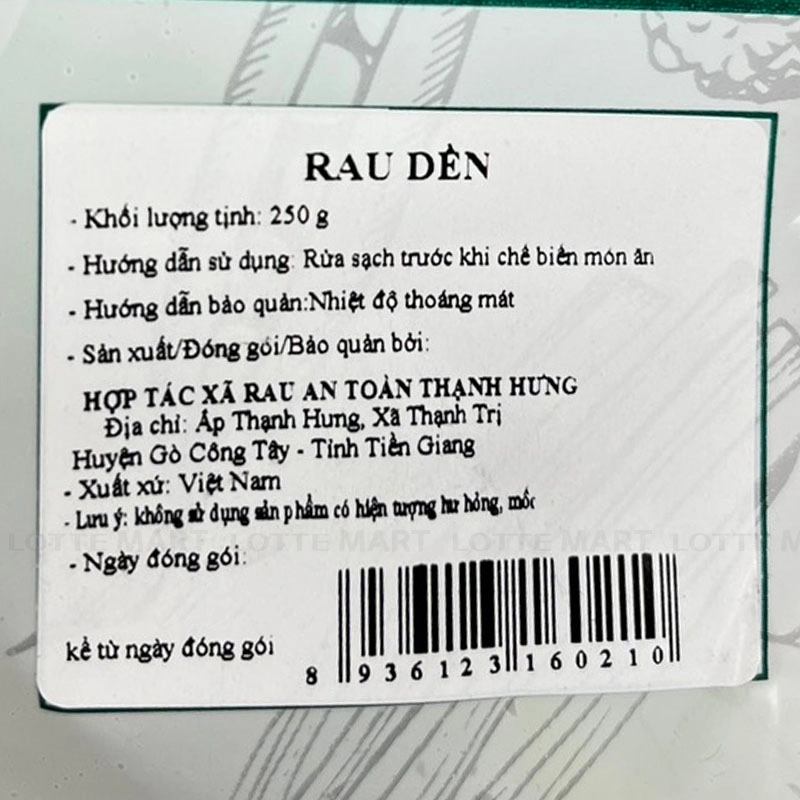 RAU DỀN
- Khối lượng tịnh: 250 g
- Hướng dẫn sử dụng: Rửa sạch trước khi chế biến món ăn
- Hướng dẫn bảo quản:Nhiệt độ thoáng mát
- Sản xuất/Đóng gói/Bảo quản bởi:
HỢP TÁC XÃ RAU AN TOÀN THẠNH HƯNG
Địa chỉ: Ấp Thạnh Hưng, Xã Thạnh Trị
Huyện Gò Công Tây - Tỉnh Tiền Giang
- Xuất xứ: Việt Nam
- Lưu ý: không sử dụng sản phẩm có hiện tượng hư hỏng, mốc
LOTTE MART LOTTE MART LOTTE MART LOTTE M
- Ngày đóng gói:
kể từ ngày đóng gói
8 936123 160210